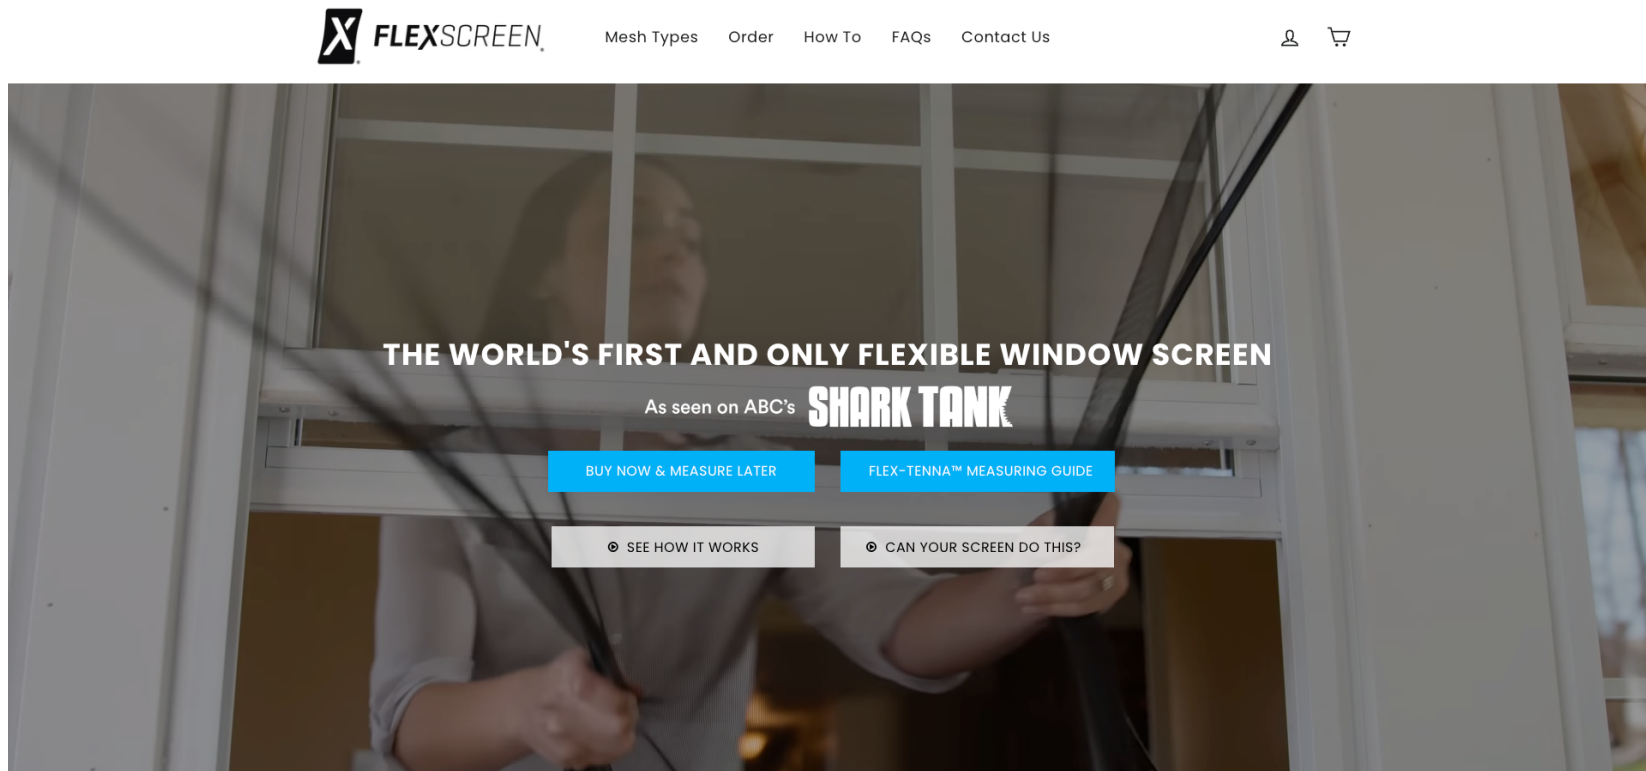 FLEXSCREEN
Mesh Types
Order
How To
FAQs
Contact Us
THE WORLD'S FIRST AND ONLY FLEXIBLE WINDOW SCREEN
As seen on ABC's SHARK TANK
BUY NOW & MEASURE LATER
FLEX-TENNA™ MEASURING GUIDE
SEE HOW IT WORKS
CAN YOUR SCREEN DO THIS?